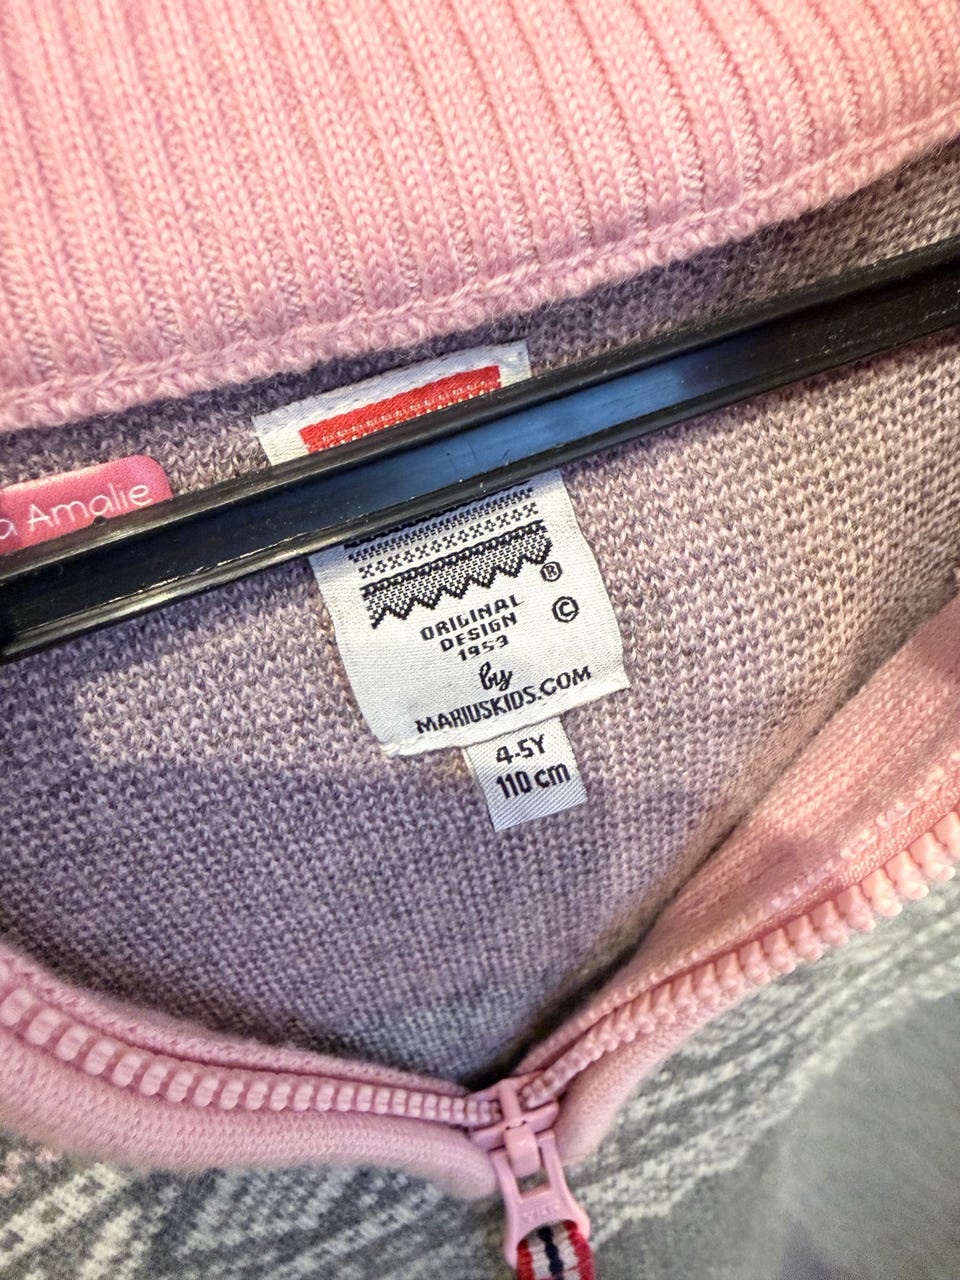 a Amalie
®
©
ORIGINAL
DESIGN
1953
by
MARIUSKIDS.COM
4-5Y
110 cm